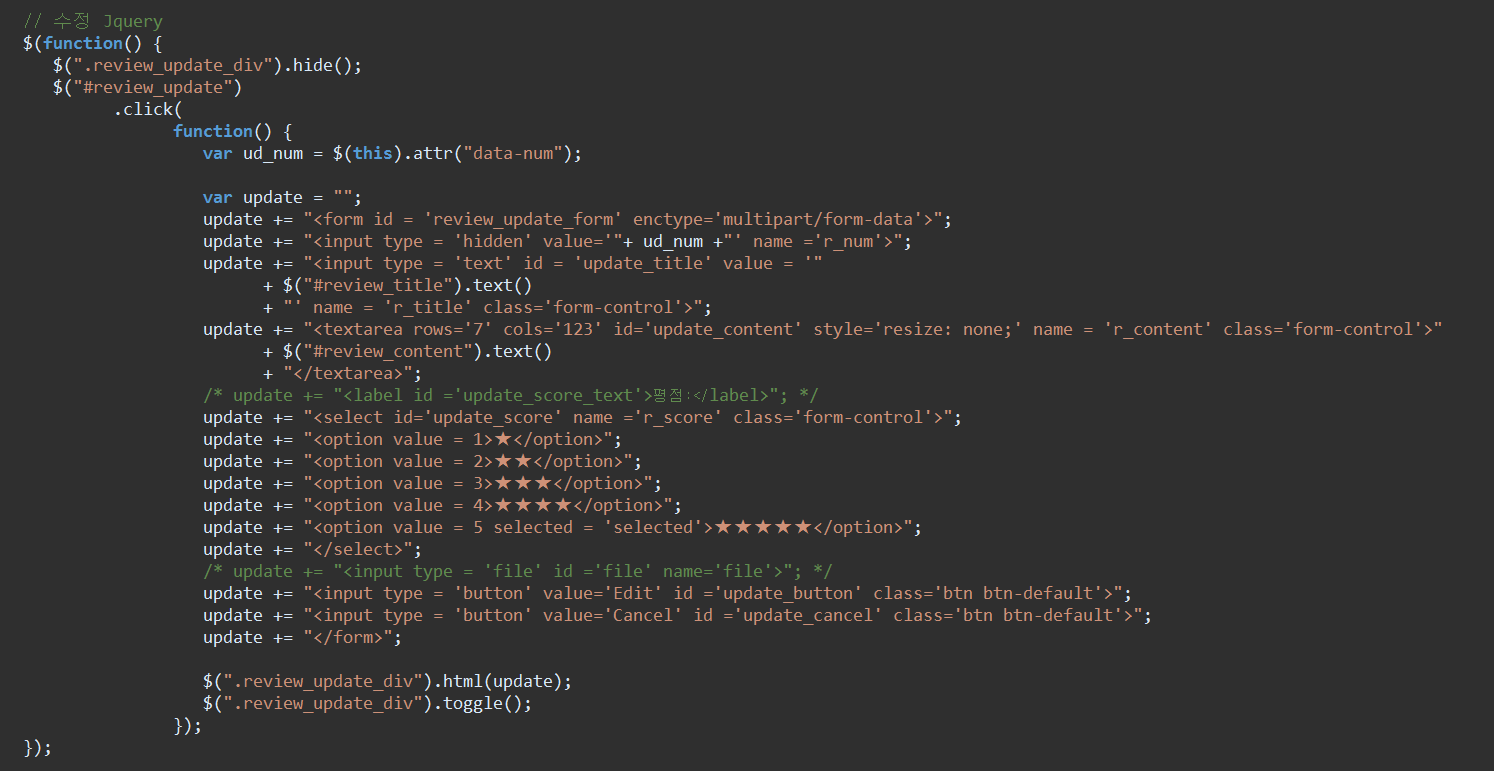 // 수정 Jquery
$(function() {
$(".review_update_div").hide();
$("#review_update")
.click(
function() {
var ud_num = $(this).attr("data-num");
var update = "";
update += "<form id = 'review_update_form' enctype='multipart/form-data'>";
update += "<input type = 'hidden' value='"+ ud_num +"' name ='r_num'>";
update += "<input type = 'text' id = 'update_title' value = '"
+ $("#review_title").text()
+ "' name = 'r_title' class='form-control'>";
update += "<textarea rows='7' cols='123' id='update_content' style='resize: none;' name = 'r_content' class='form-control'>"
+ $("#review_content").text()
+ "</textarea>";
/* update += "<label id ='update_score_text'>평점:</label>"; */
update += "<select id='update_score' name ='r_score' class='form-control'>";
update += "<option value = 1>★</option>";
update += "<option value = 2>★★</option>";
update += "<option value = 3>★★★</option>";
update += "<option value = 4>★★★★</option>";
update += "<option value = 5 selected = 'selected'>★★★★★</option>";
update += "</select>";
/* update += "<input type = 'file' id ='file' name='file'>"; */
update += "<input type = 'button' value='Edit' id ='update_button' class='btn btn-default'>";
update += "<input type = 'button' value='Cancel' id ='update_cancel' class='btn btn-default'>";
update += "</form>";
$(".review_update_div").html(update);
$(".review_update_div").toggle();
});
});